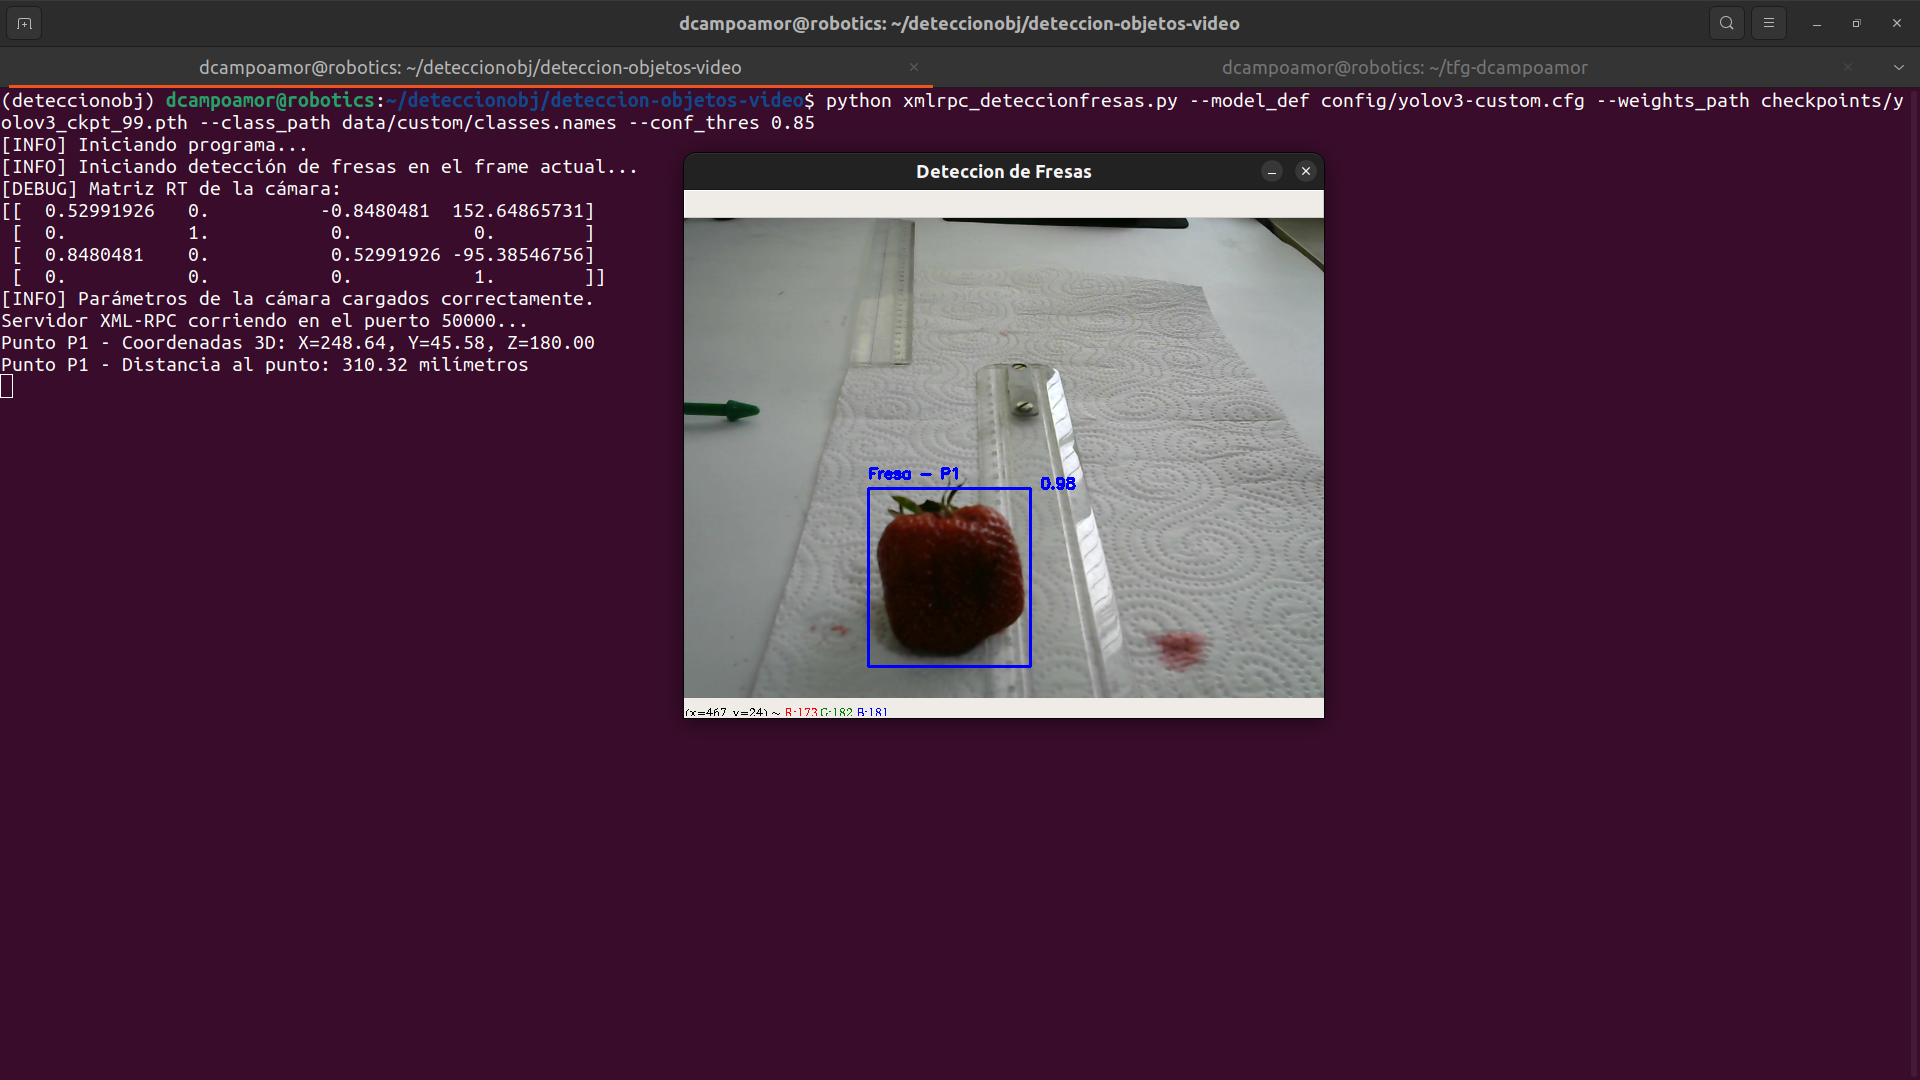 dcampoamor@robotics: ~/deteccionobj/deteccion-objetos-video
dcampoamor@robotics: ~/deteccionobj/deteccion-objetos-video
dcampoamor@robotics: ~/tfg-dcampoamor
(deteccionobj) dcampoamor@robotics:~/deteccionobj/deteccion-objetos-video$ python xmlrpc_deteccionfresas.py --model_def config/yolov3-custom.cfg --weights_path checkpoints/y
olov3_ckpt_99.pth --class_path data/custom/classes.names --conf_thres 0.85
[INFO] Iniciando programa...
[INFO] Iniciando detección de fresas en el frame actual...
[DEBUG] Matriz RT de la cámara:
[[  0.52991926   0.          -0.8480481  152.64865731]
 [  0.           1.           0.           0.        ]
 [  0.8480481    0.           0.52991926 -95.38546756]
 [  0.           0.           0.           1.        ]]
[INFO] Parámetros de la cámara cargados correctamente.
Servidor XML-RPC corriendo en el puerto 50000...
Punto P1 - Coordenadas 3D: X=248.64, Y=45.58, Z=180.00
Punto P1 - Distancia al punto: 310.32 milímetros
Deteccion de Fresas
Fresa - P1
0.98
(x=467, y=24) ~ R:173 G:182 B:181